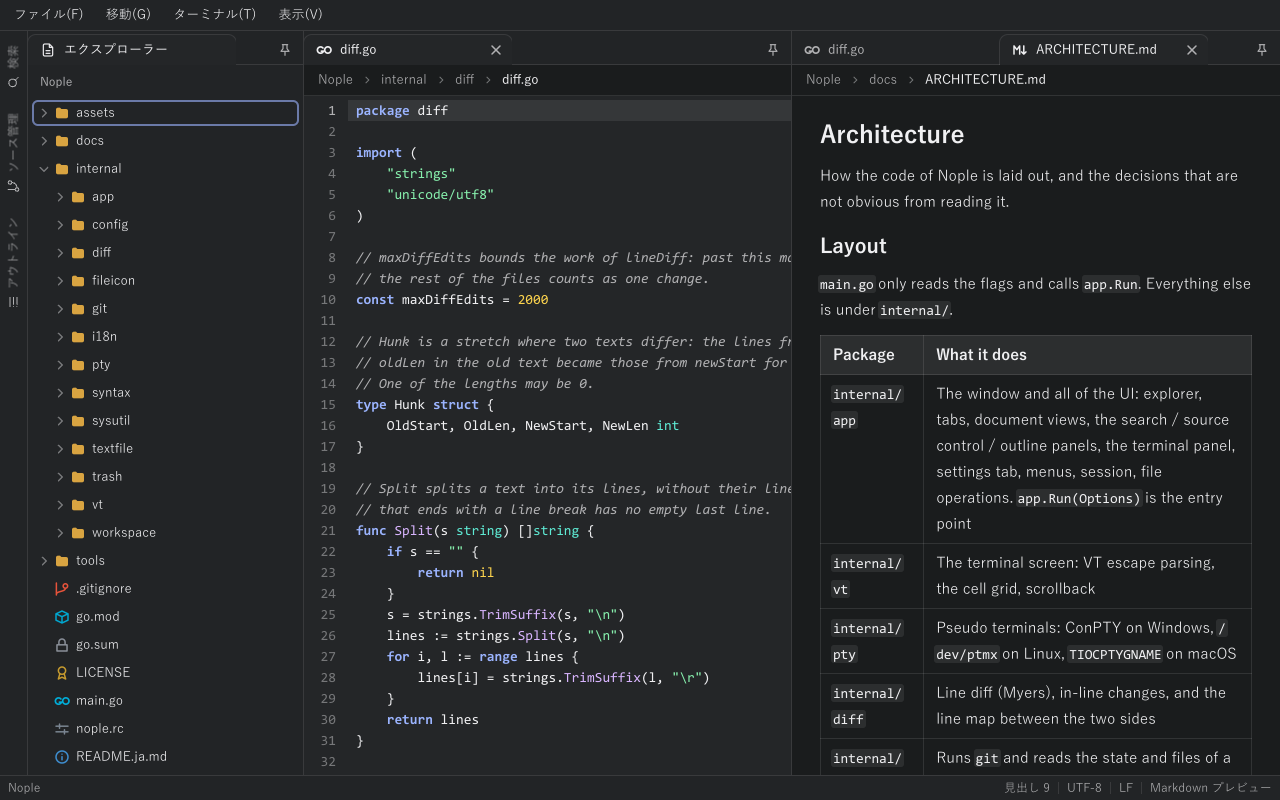 ファイル(F) 移動(G) ターミナル(T) 表示(V)
検索
ソース管理
アウトライン
エクスプローラー
Nople
assets
docs
internal
app
config
diff
fileicon
git
i18n
pty
syntax
sysutil
textfile
trash
vt
workspace
tools
.gitignore
go.mod
go.sum
LICENSE
main.go
nople.rc
README.ja.md
GO diff.go
Nople > internal > diff > diff.go
1 package diff
2
3 import (
4     "strings"
5     "unicode/utf8"
6 )
7
8 // maxDiffEdits bounds the work of lineDiff: past this
9 // the rest of the files counts as one change.
10 const maxDiffEdits = 2000
11
12 // Hunk is a stretch where two texts differ: the lines
13 // oldLen in the old text became those from newStart for
14 // One of the lengths may be 0.
15 type Hunk struct {
16     OldStart, OldLen, NewStart, NewLen int
17 }
18
19 // Split splits a text into its lines, without their
20 // that ends with a line break has no empty last line.
21 func Split(s string) []string {
22     if s == "" {
23         return nil
24     }
25     s = strings.TrimSuffix(s, "\n")
26     lines := strings.Split(s, "\n")
27     for i, l := range lines {
28         lines[i] = strings.TrimSuffix(l, "\r")
29     }
30     return lines
31 }
32
GO diff.go
ARCHITECTURE.md
Nople > docs > ARCHITECTURE.md
Architecture
How the code of Nople is laid out, and the decisions that are
not obvious from reading it.
Layout
main.go only reads the flags and calls app.Run. Everything else
is under internal/.
Package What it does
internal/
app
The window and all of the UI: explorer,
tabs, document views, the search / source
control / outline panels, the terminal panel,
settings tab, menus, session, file
operations. app.Run(Options) is the entry
point
internal/
vt
The terminal screen: VT escape parsing,
the cell grid, scrollback
internal/
pty
Pseudo terminals: ConPTY on Windows, /
dev/ptmx on Linux, TIOCPTYGNAME on macOS
internal/
diff
Line diff (Myers), in-line changes, and the
line map between the two sides
internal/
Runs git and reads the state and files of a
Nople
見出し 9 UTF-8 LF Markdown プレビュー